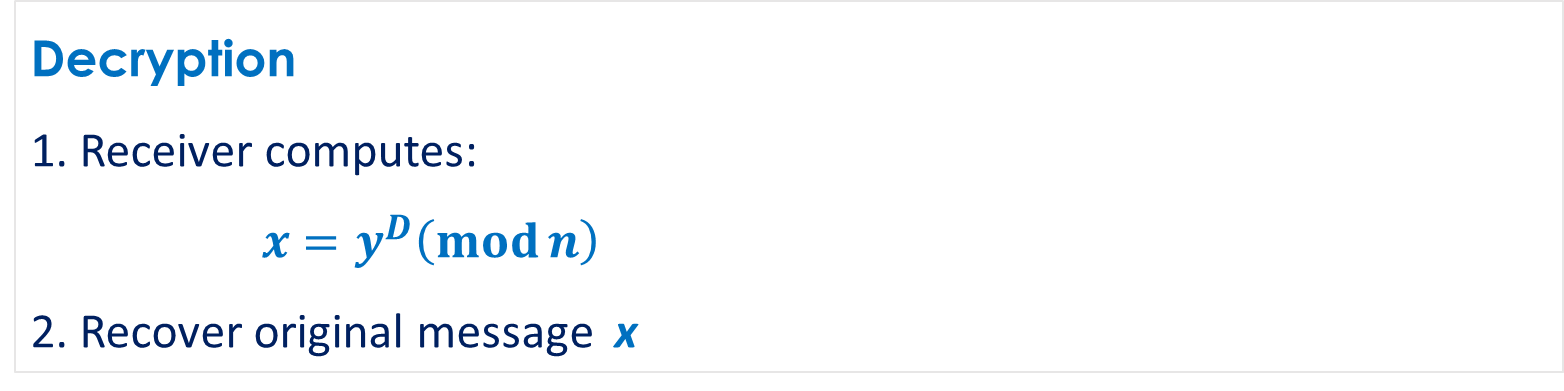 Decryption
1. Receiver computes:
x = y^D (mod n)
2. Recover original message x